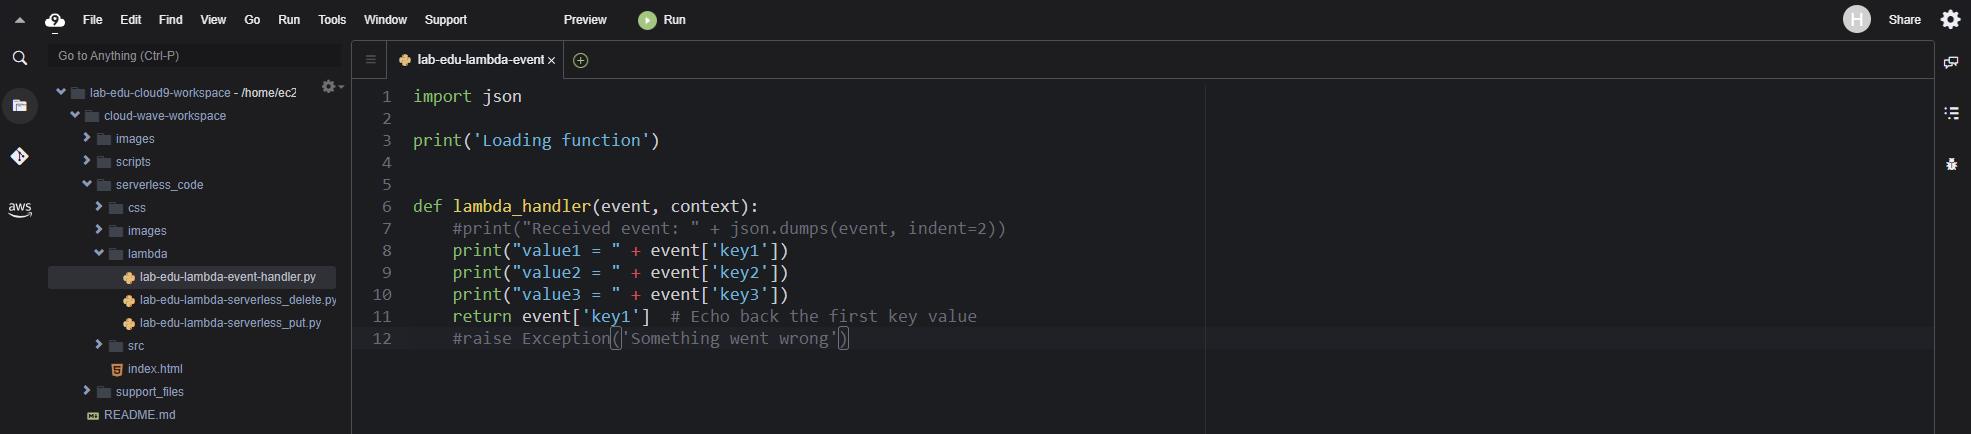 File Edit Find View Go Run Tools Window Support Preview Run H Share
Go to Anything (Ctrl-P)
lab-edu-cloud9-workspace - /home/ec2
cloud-wave-workspace
images
scripts
serverless_code
css
images
lambda
lab-edu-lambda-event-handler.py
lab-edu-lambda-serverless_delete.py
lab-edu-lambda-serverless_put.py
src
index.html
support_files
README.md
aws
lab-edu-lambda-event ×
1 import json
2
3 print('Loading function')
4
5
6 def lambda_handler(event, context):
7     #print("Received event: " + json.dumps(event, indent=2))
8     print("value1 = " + event['key1'])
9     print("value2 = " + event['key2'])
10     print("value3 = " + event['key3'])
11     return event['key1']  # Echo back the first key value
12     #raise Exception('Something went wrong')